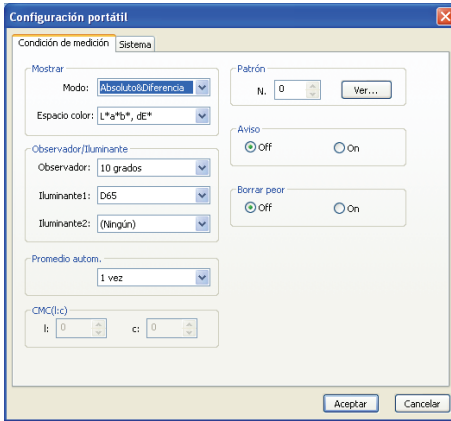 Configuración portátil
Condición de medición Sistema
Mostrar
Modo: Absoluto&Diferencia
Espacio color: L*a*b*, dE*
Observador/Iluminante
Observador: 10 grados
Iluminante1: D65
Iluminante2: (Ningún)
Promedio autom.
1 vez
CMC(l:c)
l: 0 c: 0
Patrón
N. 0 Ver...
Aviso
Off On
Borrar peor
Off On
Aceptar Cancelar